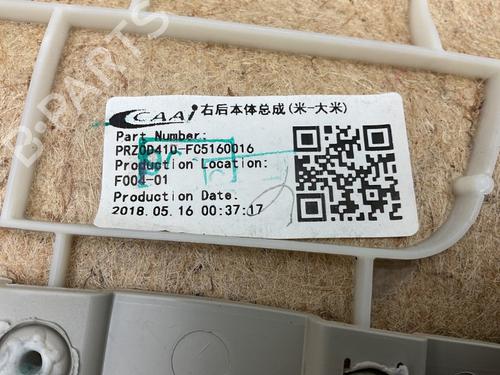 CAAi 右后本体总成(米-大米)
Part Number:
PRZ0D41D-FC5160016
Production Location:
F004-01
Production Date.
2018.05.16 00:37:17
B-PARTS